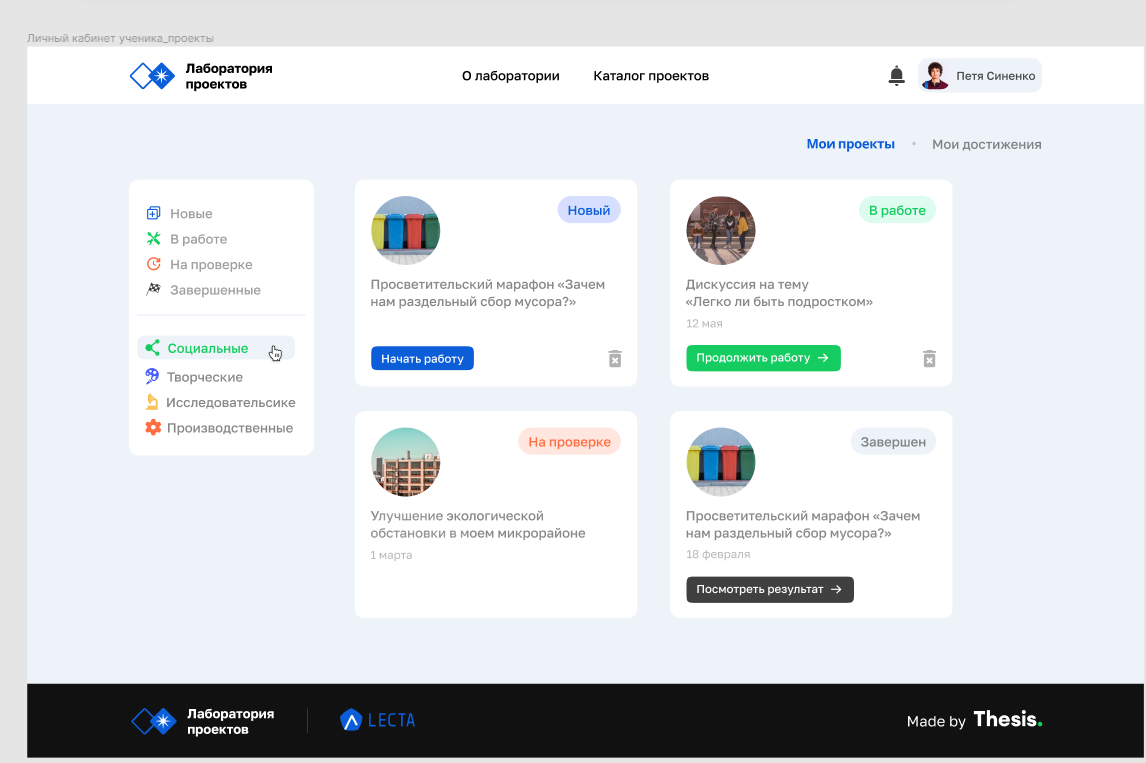 Личный кабинет ученика_проекты
Лаборатория
проектов
О лаборатории
Каталог проектов
Петя Синенко
Мои проекты
Мои достижения
Новые
В работе
На проверке
Завершенные
Социальные
Творческие
Исследовательсике
Производственные
Новый
Просветительский марафон «Зачем
нам раздельный сбор мусора?»
Начать работу
В работе
Дискуссия на тему
«Легко ли быть подростком»
12 мая
Продолжить работу →
На проверке
Улучшение экологической
обстановки в моем микрорайоне
1 марта
Завершен
Просветительский марафон «Зачем
нам раздельный сбор мусора?»
18 февраля
Посмотреть результат →
Лаборатория
проектов
LECTA
Made by Thesis.